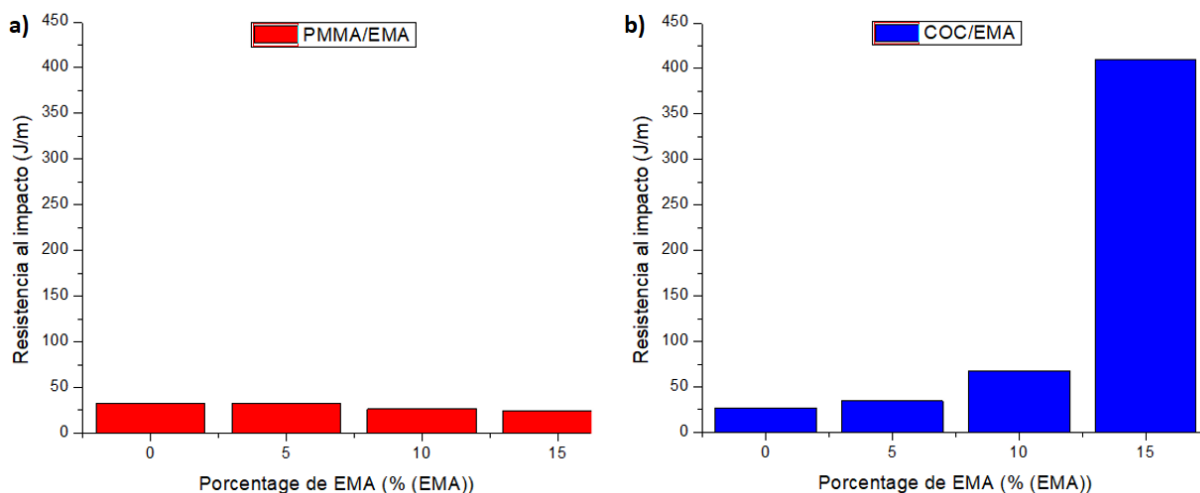 a)
PMMA/EMA
Resistencia al impacto (J/m)
450
400
350
300
250
200
150
100
50
0
0 5 10 15
Porcentage de EMA (% (EMA))
b)
COC/EMA
Resistencia al impacto (J/m)
450
400
350
300
250
200
150
100
50
0
0 5 10 15
Porcentage de EMA (% (EMA))